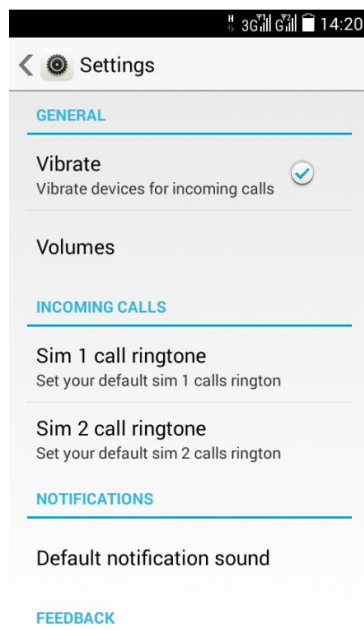 H 3G G 14:20
Settings
GENERAL
Vibrate
Vibrate devices for incoming calls
Volumes
INCOMING CALLS
Sim 1 call ringtone
Set your default sim 1 calls rington
Sim 2 call ringtone
Set your default sim 2 calls rington
NOTIFICATIONS
Default notification sound
FEEDBACK